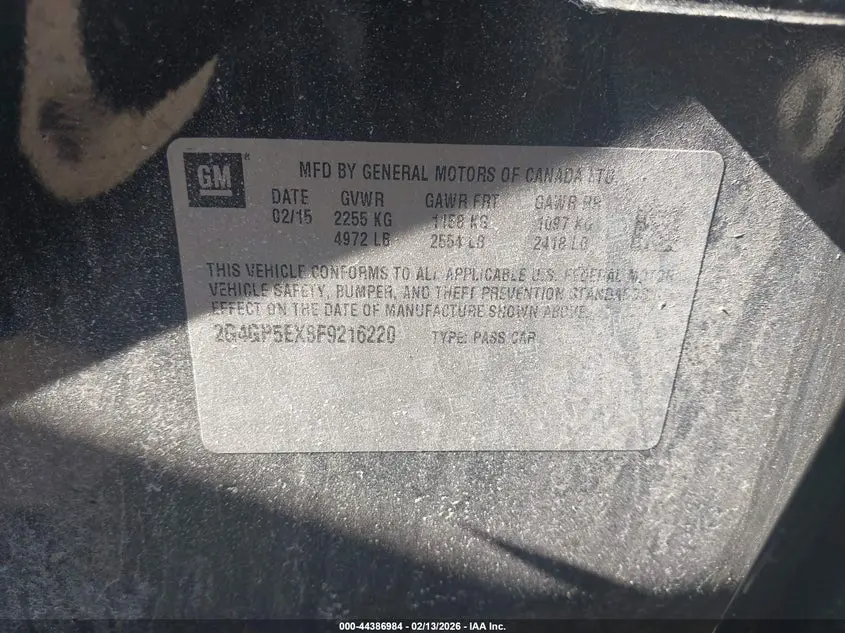 GM ®
MFD BY GENERAL MOTORS OF CANADA LTD
DATE GVWR GAWR FRT GAWR RR
02/15 2255 KG 1158 KG 1097 KG
4972 LB 2554 LB 2418 LB
THIS VEHICLE CONFORMS TO ALL APPLICABLE U.S. FEDERAL MOTOR
VEHICLE SAFETY, BUMPER, AND THEFT PREVENTION STANDARDS
EFFECT ON THE DATE OF MANUFACTURE SHOWN ABOVE.
2G4GP5EX8F9216220 TYPE: PASS CAR
000-44386984 | 02/13/2026 - IAA Inc.